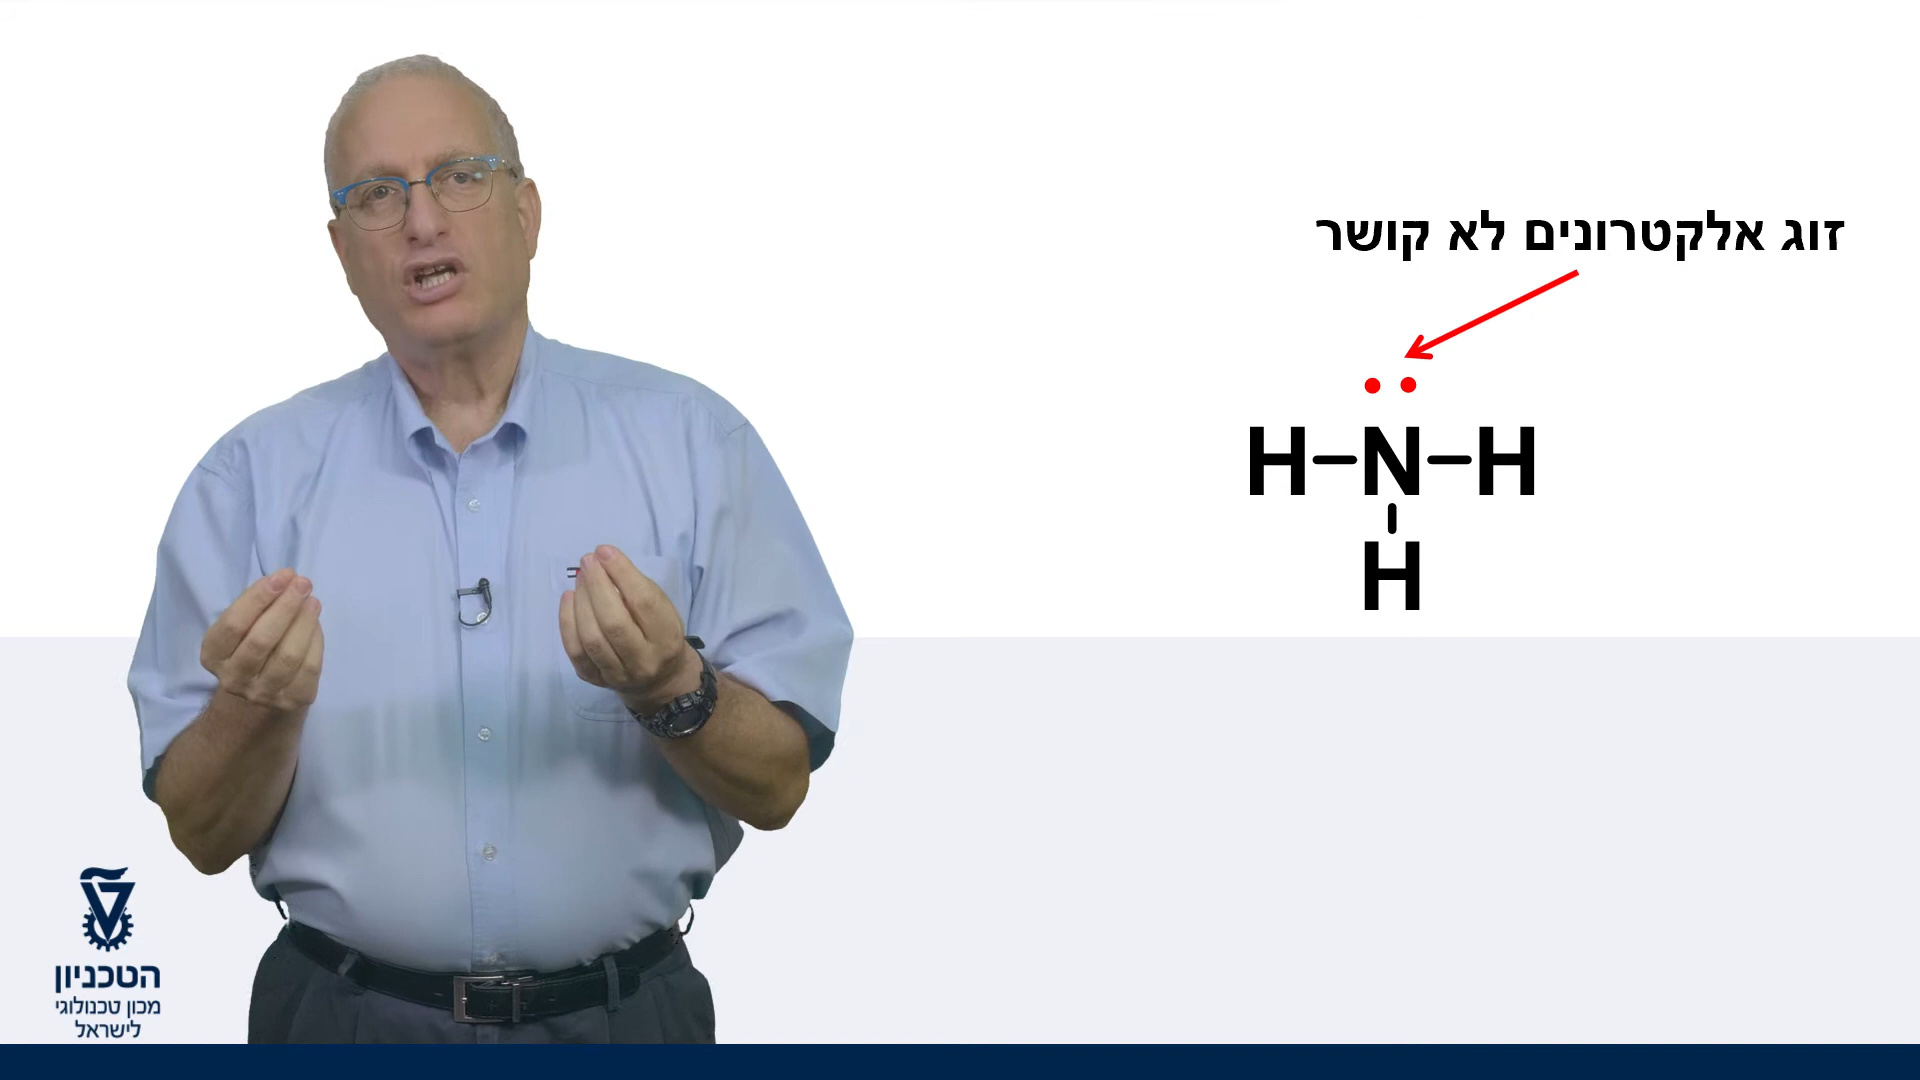 זוג אלקטרונים לא קושר
H–N–H
H
הטכניון
מכון טכנולוגי
לישראל